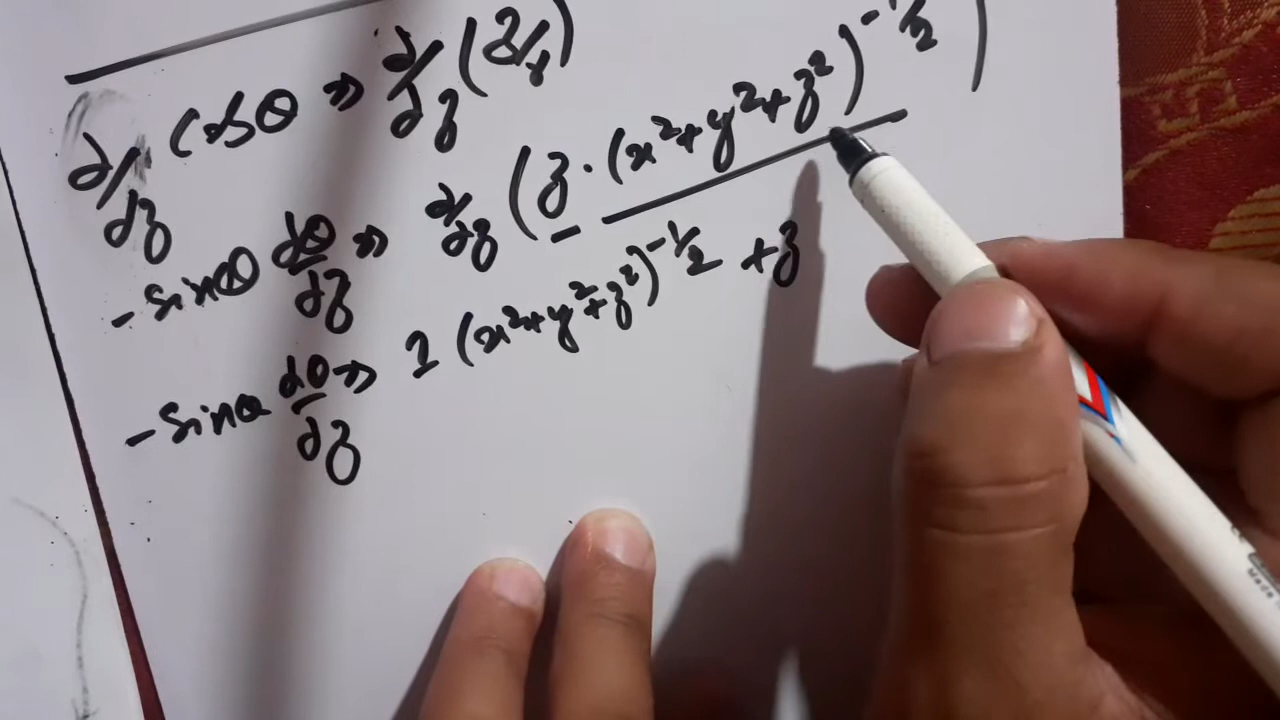 ∂/∂z cosθ => ∂/∂z (z/r)
-sinθ ∂θ/∂z => ∂/∂z (z·(x²+y²+z²)^-1/2)
-sinθ ∂θ/∂z => 1 (x²+y²+z²)^-1/2 + z